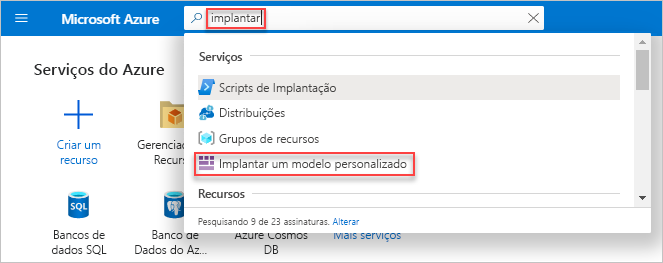 Microsoft Azure
implantar
Serviços do Azure
Serviços
Scripts de Implantação
Distribuições
Grupos de recursos
Implantar um modelo personalizado
Recursos
Pesquisando 9 de 23 assinaturas. Alterar
Criar um
recurso
Gerenciad
Recurs
Bancos de
dados SQL
Banco de
Dados do Az...
Azure Cosmos
DB
Mais serviços